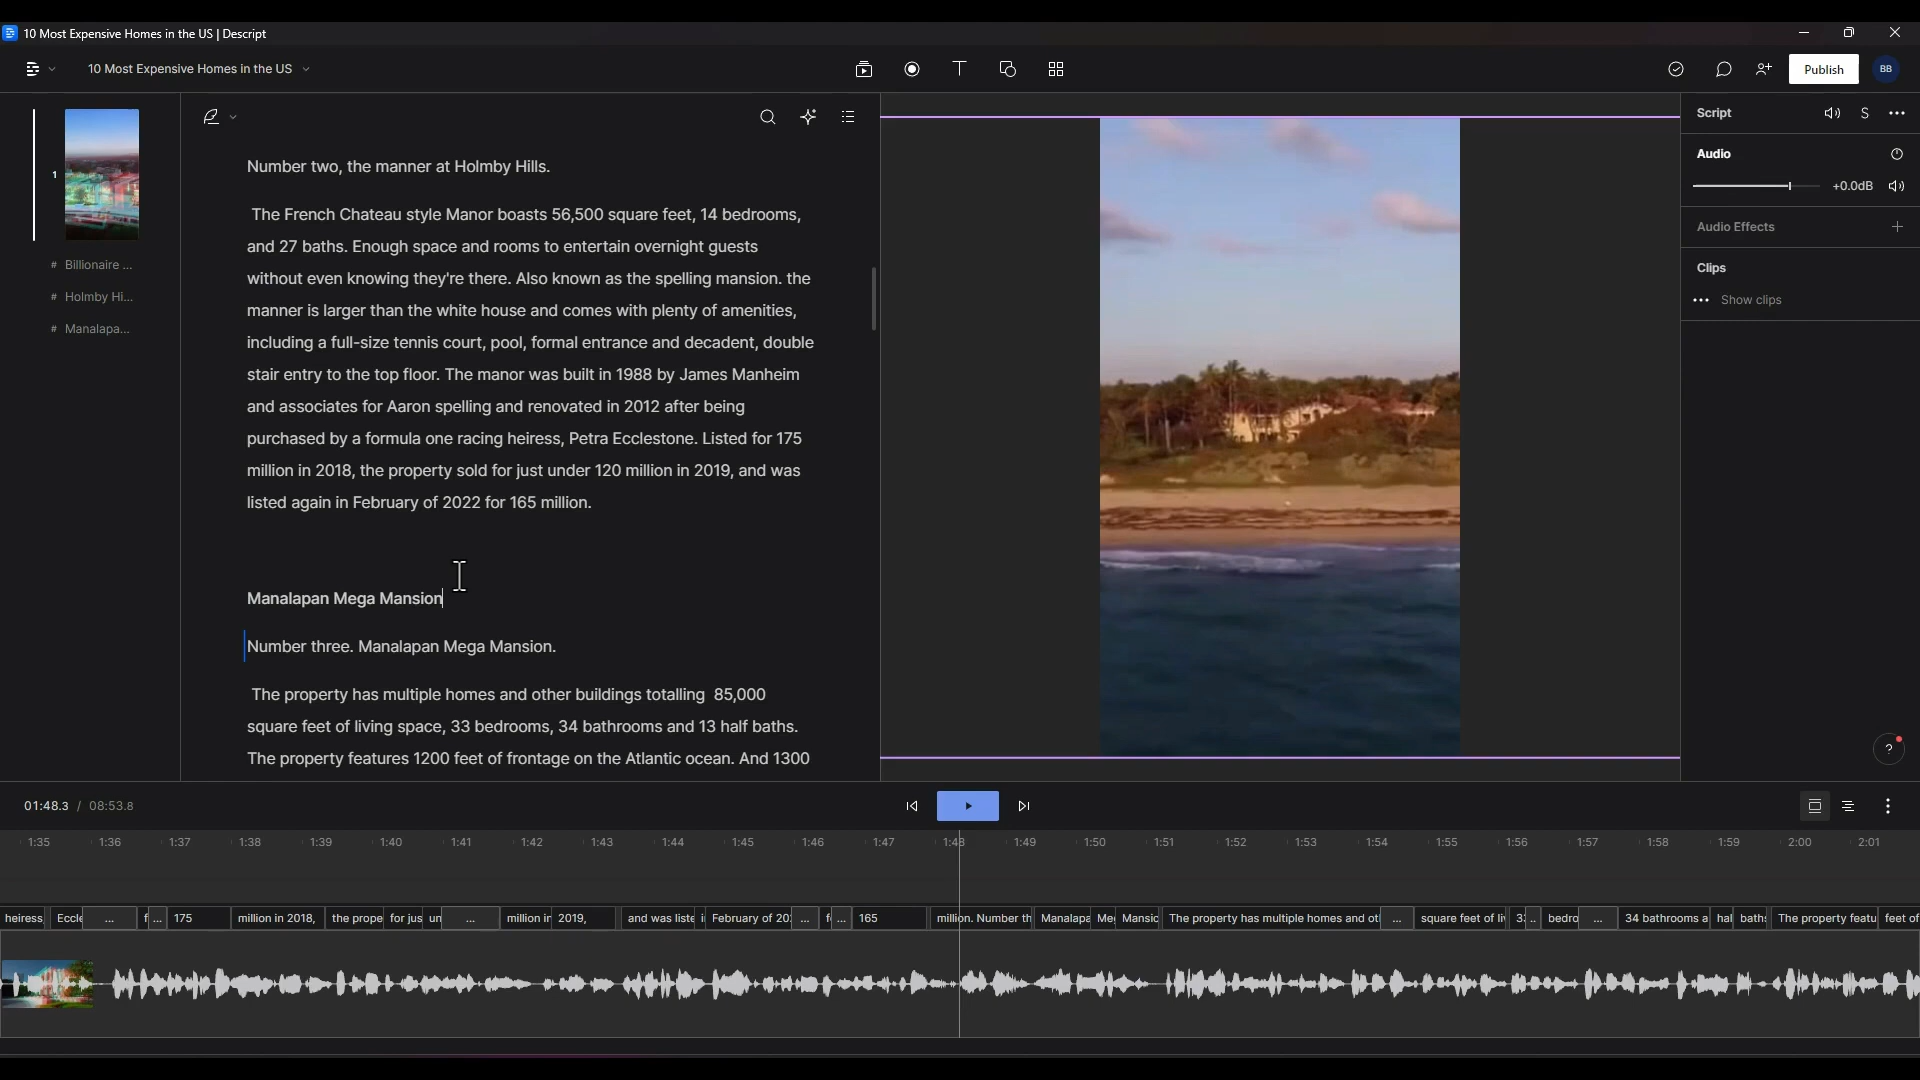 10 Most Expensive Homes in the US | Descript
10 Most Expensive Homes in the US
Publish
BB
1
# Billionaire ...
# Holmby Hi...
# Manalapa...
Number two, the manner at Holmby Hills.
The French Chateau style Manor boasts 56,500 square feet, 14 bedrooms,
and 27 baths. Enough space and rooms to entertain overnight guests
without even knowing they're there. Also known as the spelling mansion. the
manner is larger than the white house and comes with plenty of amenities,
including a full-size tennis court, pool, formal entrance and decadent, double
stair entry to the top floor. The manor was built in 1988 by James Manheim
and associates for Aaron spelling and renovated in 2012 after being
purchased by a formula one racing heiress, Petra Ecclestone. Listed for 175
million in 2018, the property sold for just under 120 million in 2019, and was
listed again in February of 2022 for 165 million.
Manalapan Mega Mansion
Number three. Manalapan Mega Mansion.
The property has multiple homes and other buildings totalling 85,000
square feet of living space, 33 bedrooms, 34 bathrooms and 13 half baths.
The property features 1200 feet of frontage on the Atlantic ocean. And 1300
Script
S
Audio
+0.0dB
Audio Effects
Clips
Show clips
?
01:48.3 / 08:53.8
1:35 1:36 1:37 1:38 1:39 1:40 1:41 1:42 1:43 1:44 1:45 1:46 1:47 1:48 1:49 1:50 1:51 1:52 1:53 1:54 1:55 1:56 1:57 1:58 1:59 2:00 2:01
heiress Eccle ... f ... 175 million in 2018, the prope for jus un ... million in 2019, and was liste i February of 20 ... f ... 165 million. Number th Manalapa Me Mansic The property has multiple homes and ot ... square feet of li 3 .. bedro ... 34 bathrooms a hal bath The property featu feet of